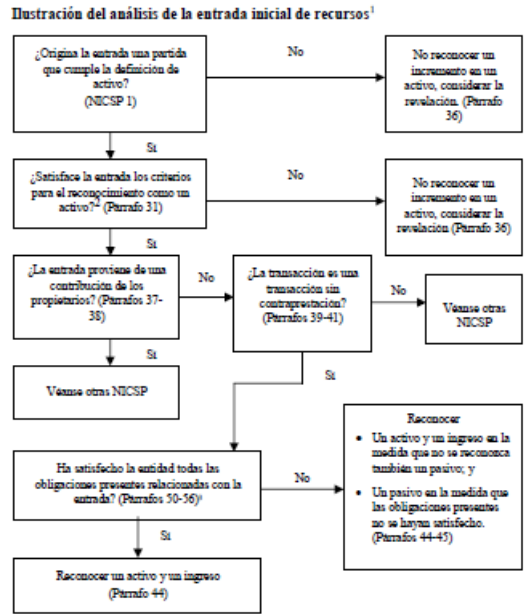 Ilustración del análisis de la entrada inicial de recursos¹
¿Origina la entrada una partida
que cumple la definición de
activo?
(NICSP 1)
No
No reconocer un
incremento en un
activo, considerar la
revelación. (Párrafo
36)
Si
¿Satisface la entrada los criterios
para el reconocimiento como un
activo?² (Párrafo 31)
No
No reconocer un
incremento en un
activo, considerar la
revelación (Párrafo 36)
Si
¿La entrada proviene de una
contribución de los
propietarios? (Párrafos 37-
38)
No
¿La transacción es una
transacción sin
contraprestación?
(Párrafos 39-41)
No
Véanse otras
NICSP
Si
Véanse otras NICSP
Si
Ha satisfecho la entidad todas las
obligaciones presentes relacionadas con la
entrada? (Párrafos 50-56)
No
Reconocer
• Un activo y un ingreso en la
medida que no se reconozca
también un pasivo; y
• Un pasivo en la medida que
las obligaciones presentes
no se hayan satisfecho.
(Párrafos 44-45)
Si
Reconocer un activo y un ingreso
(Párrafo 44)